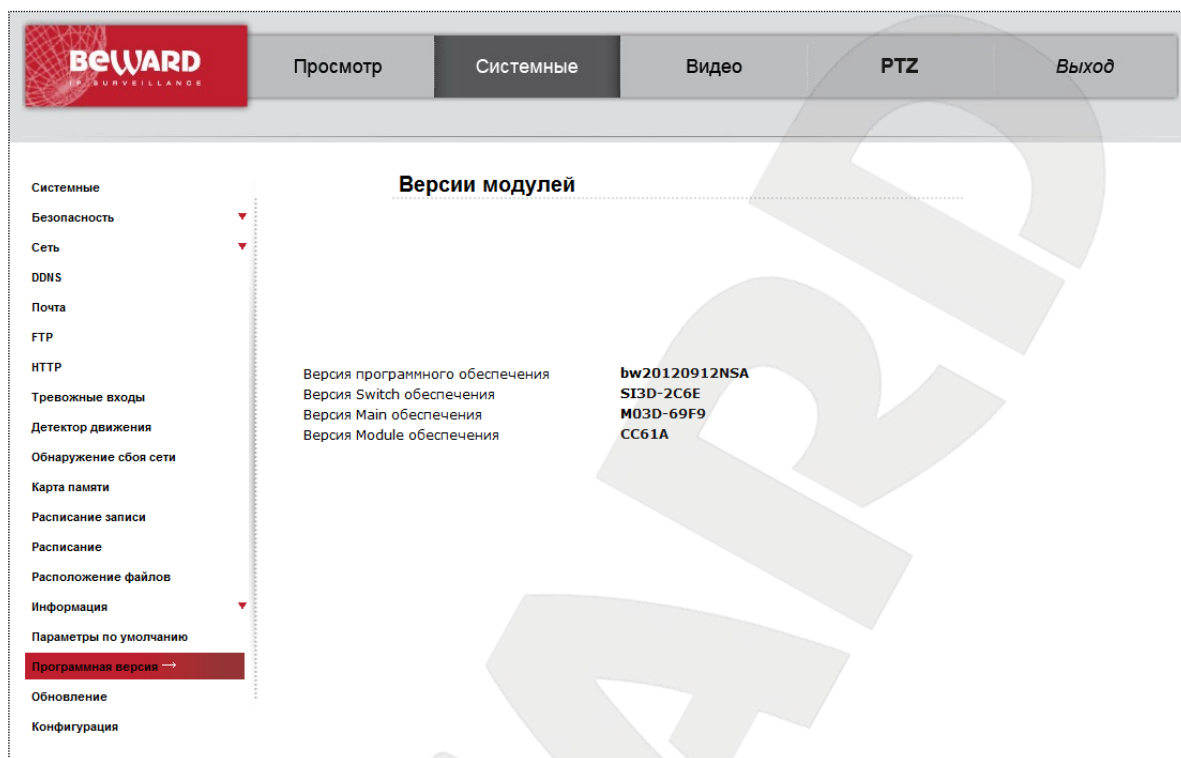 BEWARD
IP SURVEILLANCE
Просмотр
Системные
Видео
PTZ
Выход
Системные
Безопасность
Сеть
DDNS
Почта
FTP
HTTP
Тревожные входы
Детектор движения
Обнаружение сбоя сети
Карта памяти
Расписание записи
Расписание
Расположение файлов
Информация
Параметры по умолчанию
Программная версия →
Обновление
Конфигурация
Версии модулей
Версия программного обеспечения bw20120912NSA
Версия Switch обеспечения SI3D-2C6E
Версия Main обеспечения M03D-69F9
Версия Module обеспечения CC61A